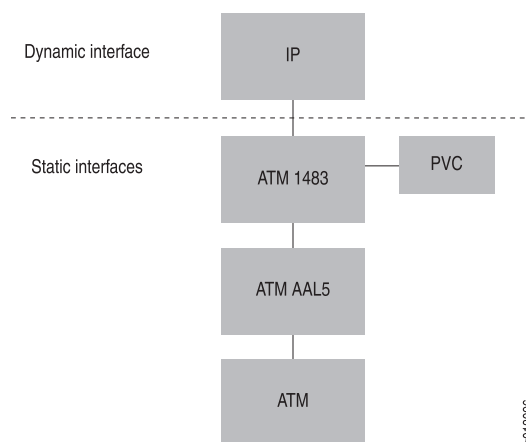 Dynamic interface
IP
Static interfaces
ATM 1483
PVC
ATM AAL5
ATM